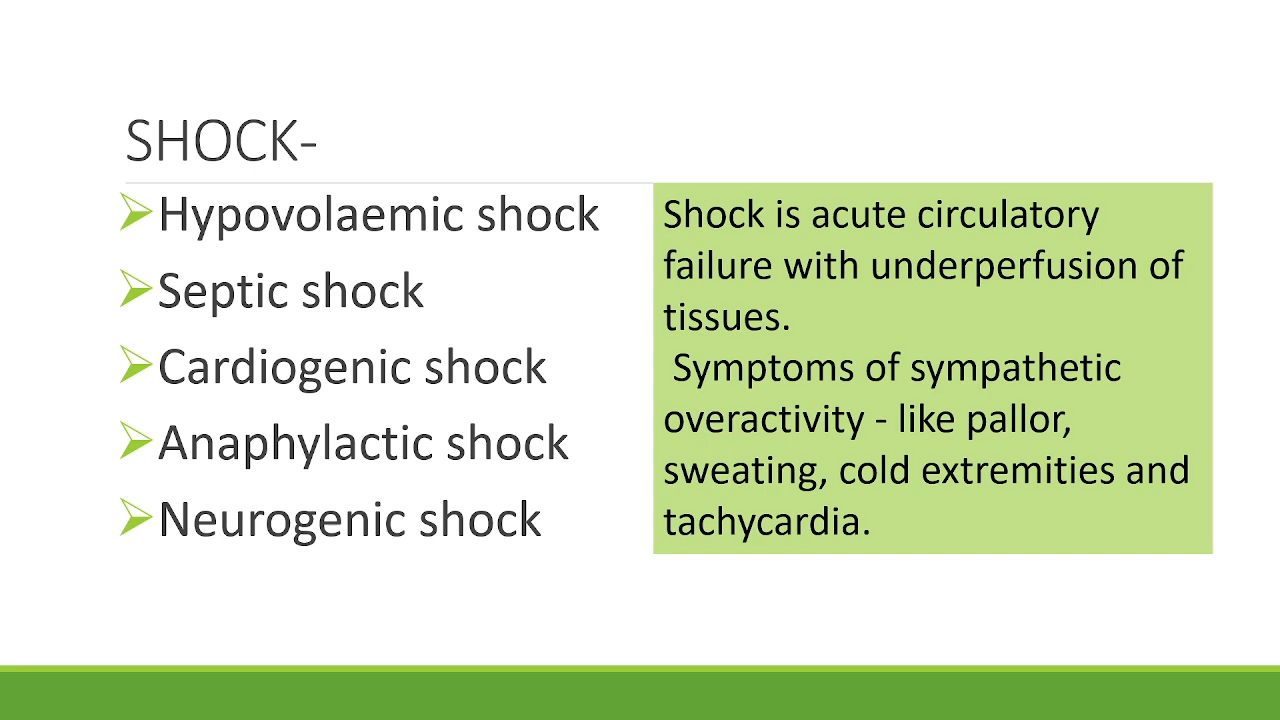 SHOCK-
Hypovolaemic shock
Septic shock
Cardiogenic shock
Anaphylactic shock
Neurogenic shock
Shock is acute circulatory
failure with underperfusion of
tissues.
Symptoms of sympathetic
overactivity - like pallor,
sweating, cold extremities and
tachycardia.